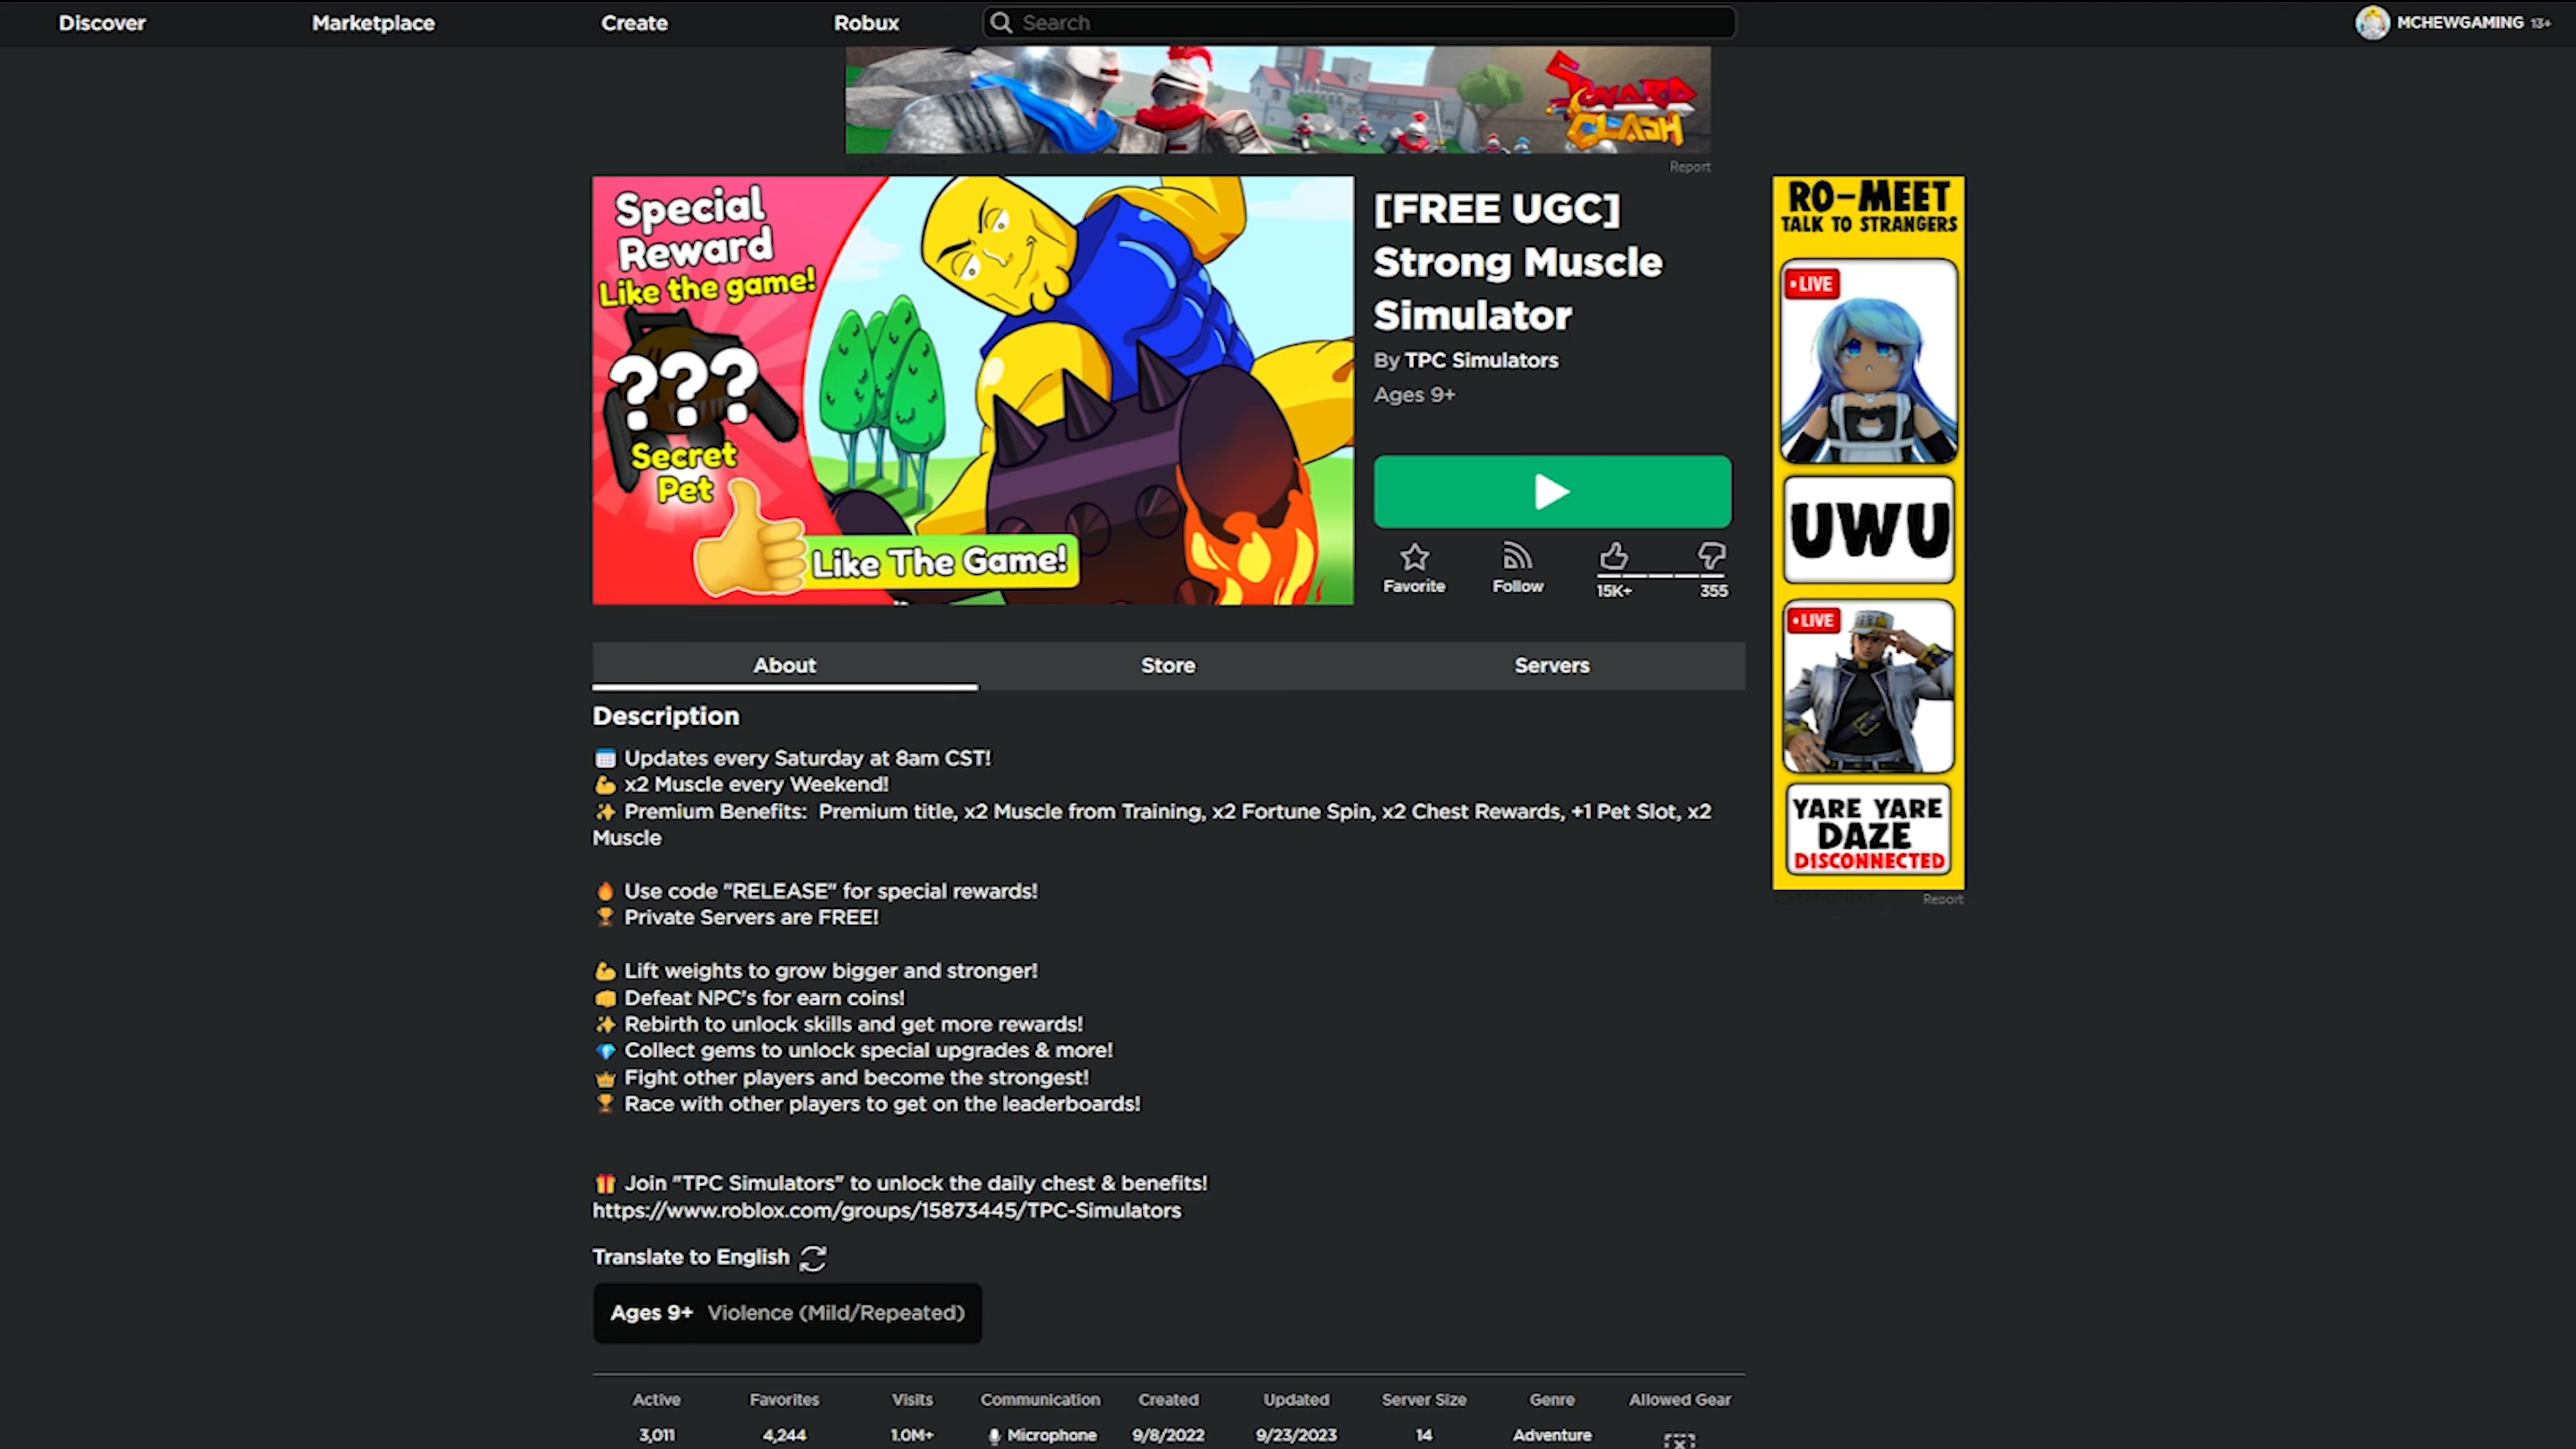 Discover
Marketplace
Create
Robux
Search
MCHEWGAMING 13+
SWARD
CLASH
Report
Special
Reward
Like the game!
???
Secret
Pet
Like The Game!
[FREE UGC]
Strong Muscle
Simulator
By TPC Simulators
Ages 9+
Favorite
Follow
15K+
355
RO-MEET
TALK TO STRANGERS
• LIVE
UWU
• LIVE
YARE YARE
DAZE
DISCONNECTED
Report
About
Store
Servers
Description
Updates every Saturday at 8am CST!
x2 Muscle every Weekend!
Premium Benefits: Premium title, x2 Muscle from Training, x2 Fortune Spin, x2 Chest Rewards, +1 Pet Slot, x2
Muscle
Use code "RELEASE" for special rewards!
Private Servers are FREE!
Lift weights to grow bigger and stronger!
Defeat NPC's for earn coins!
Rebirth to unlock skills and get more rewards!
Collect gems to unlock special upgrades & more!
Fight other players and become the strongest!
Race with other players to get on the leaderboards!
Join "TPC Simulators" to unlock the daily chest & benefits!
https://www.roblox.com/groups/15873445/TPC-Simulators
Translate to English
Ages 9+ Violence (Mild/Repeated)
Active Favorites Visits Communication Created Updated Server Size Genre Allowed Gear
3,011 4,244 1.0M+ Microphone 9/8/2022 9/23/2023 14 Adventure